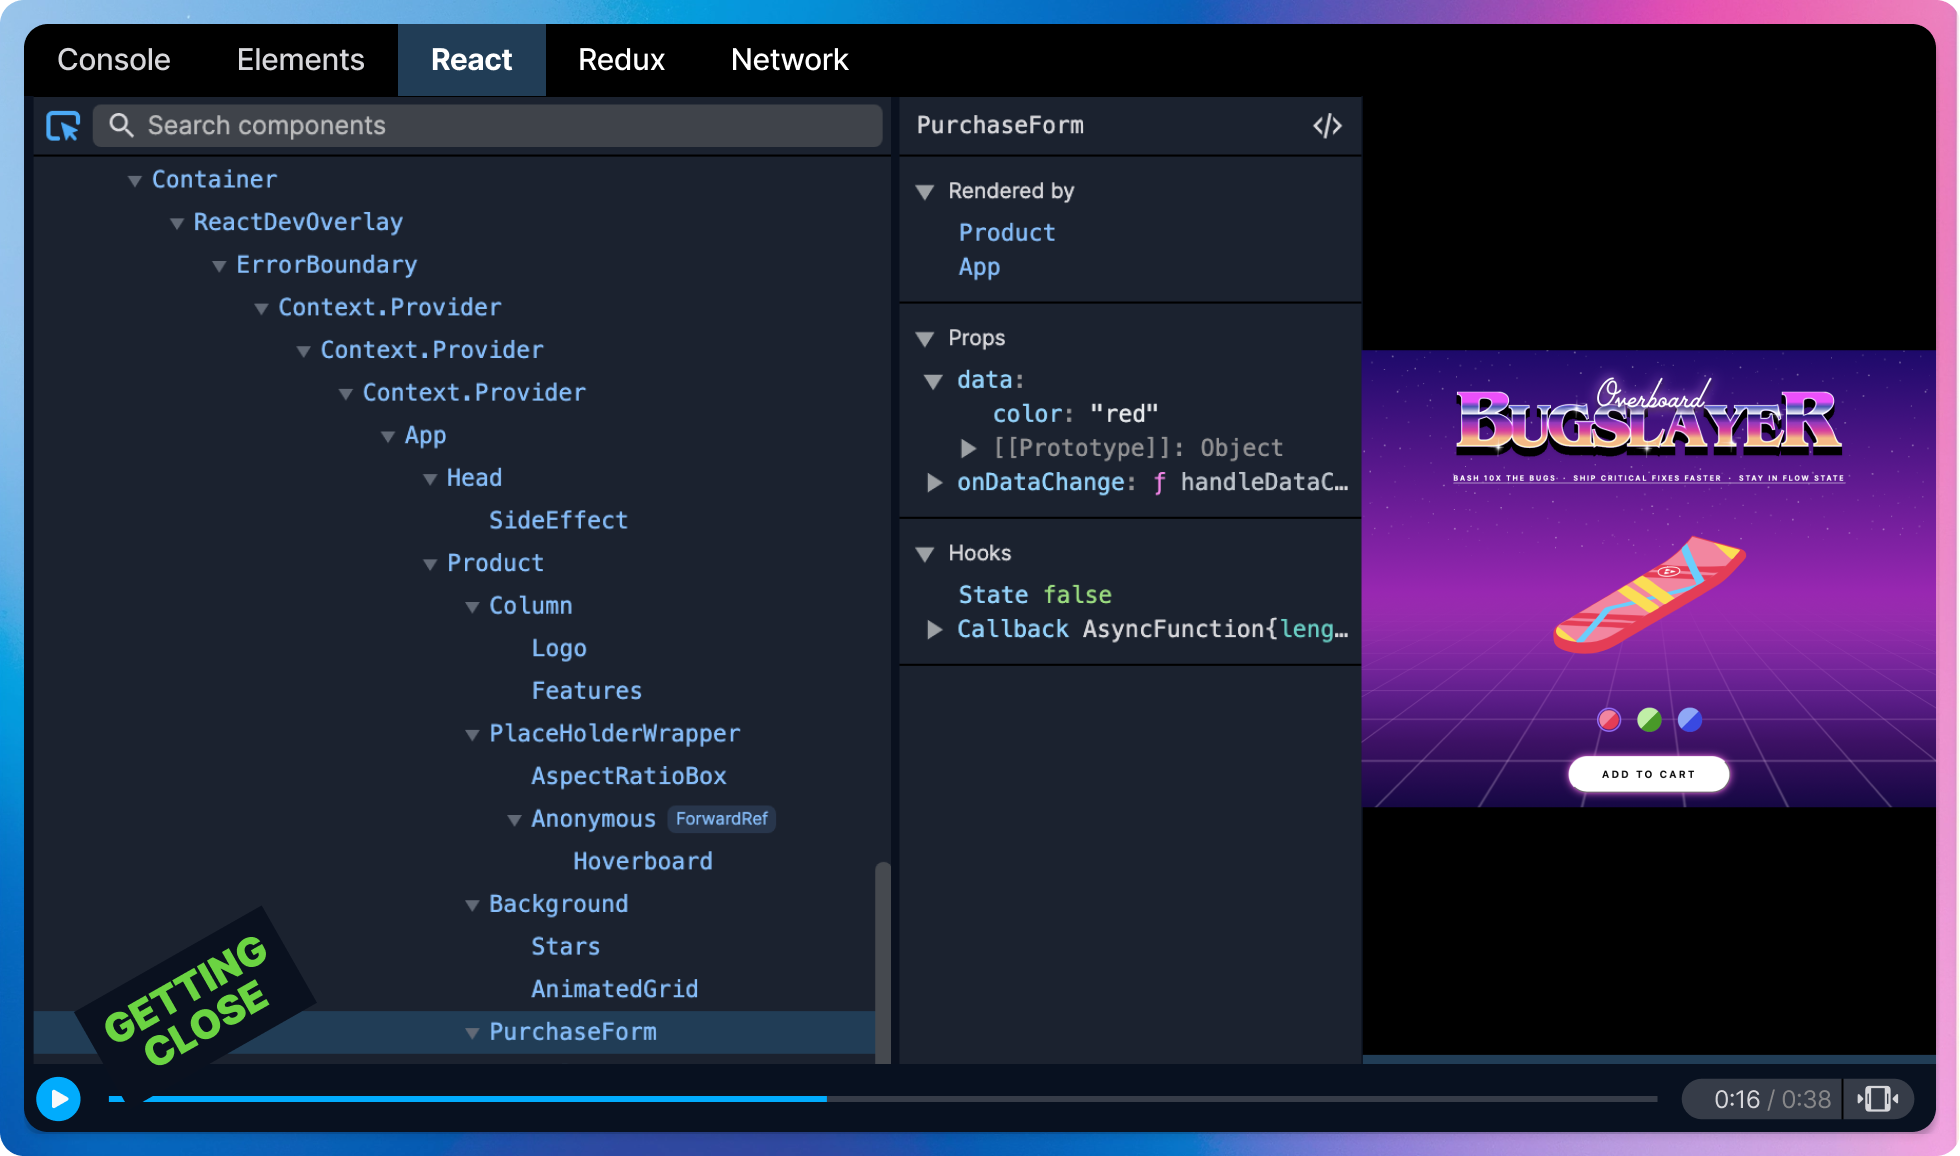 Console Elements React Redux Network
Search components
Container
ReactDevOverlay
ErrorBoundary
Context.Provider
Context.Provider
Context.Provider
App
Head
SideEffect
Product
Column
Logo
Features
PlaceHolderWrapper
AspectRatioBox
Anonymous ForwardRef
Hoverboard
Background
Stars
AnimatedGrid
PurchaseForm
GETTING
CLOSE
PurchaseForm
Rendered by
Product
App
Props
data:
color: "red"
[[Prototype]]: Object
onDataChange: ƒ handleDataC…
Hooks
State false
Callback AsyncFunction{leng…
Overboard
BUGSLAYER
BASH 10X THE BUGS · SHIP CRITICAL FIXES FASTER · STAY IN FLOW STATE
ADD TO CART
0:16 / 0:38